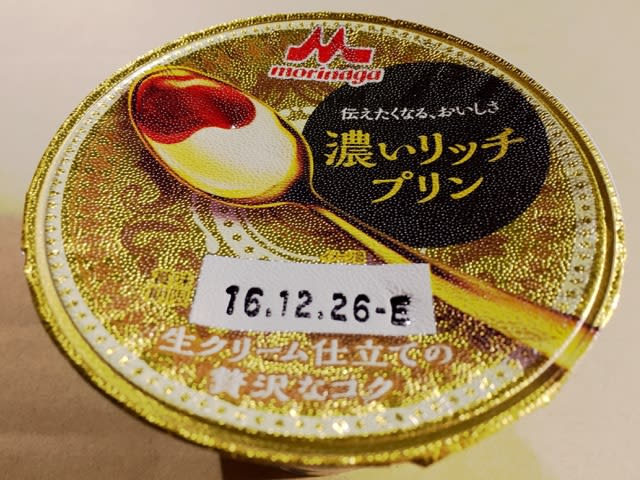 morinaga
伝えたくなる、おいしさ
濃いリッチ
プリン
16.12.26-E
生クリーム仕立ての
贅沢なコク